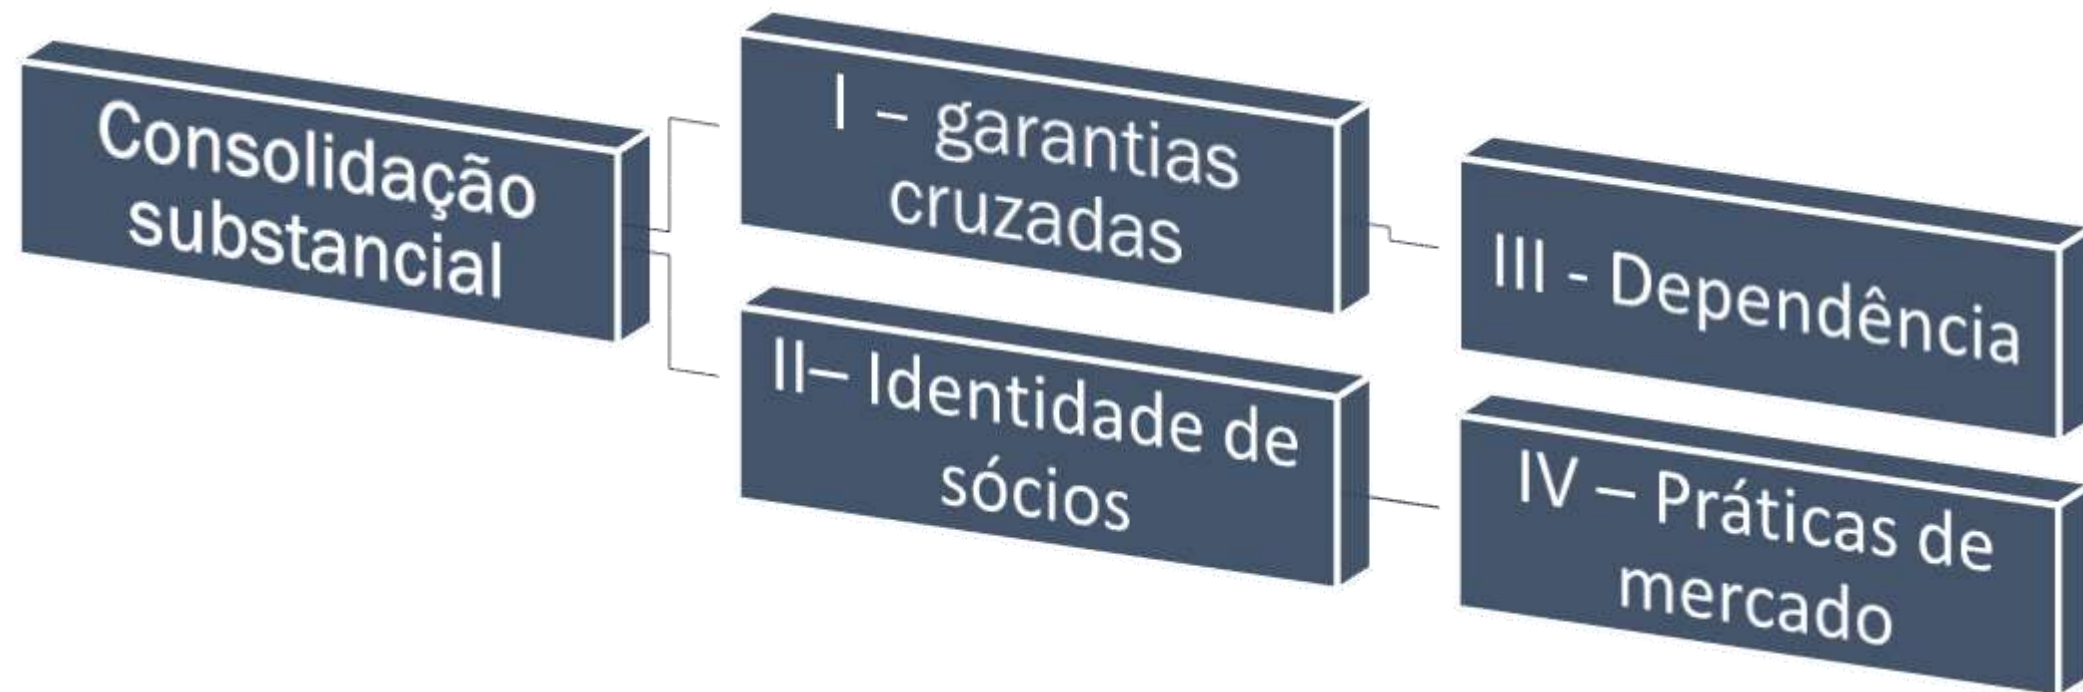 Consolidação
substancial
I – garantias
cruzadas
II– Identidade de
sócios
III - Dependência
IV – Práticas de
mercado